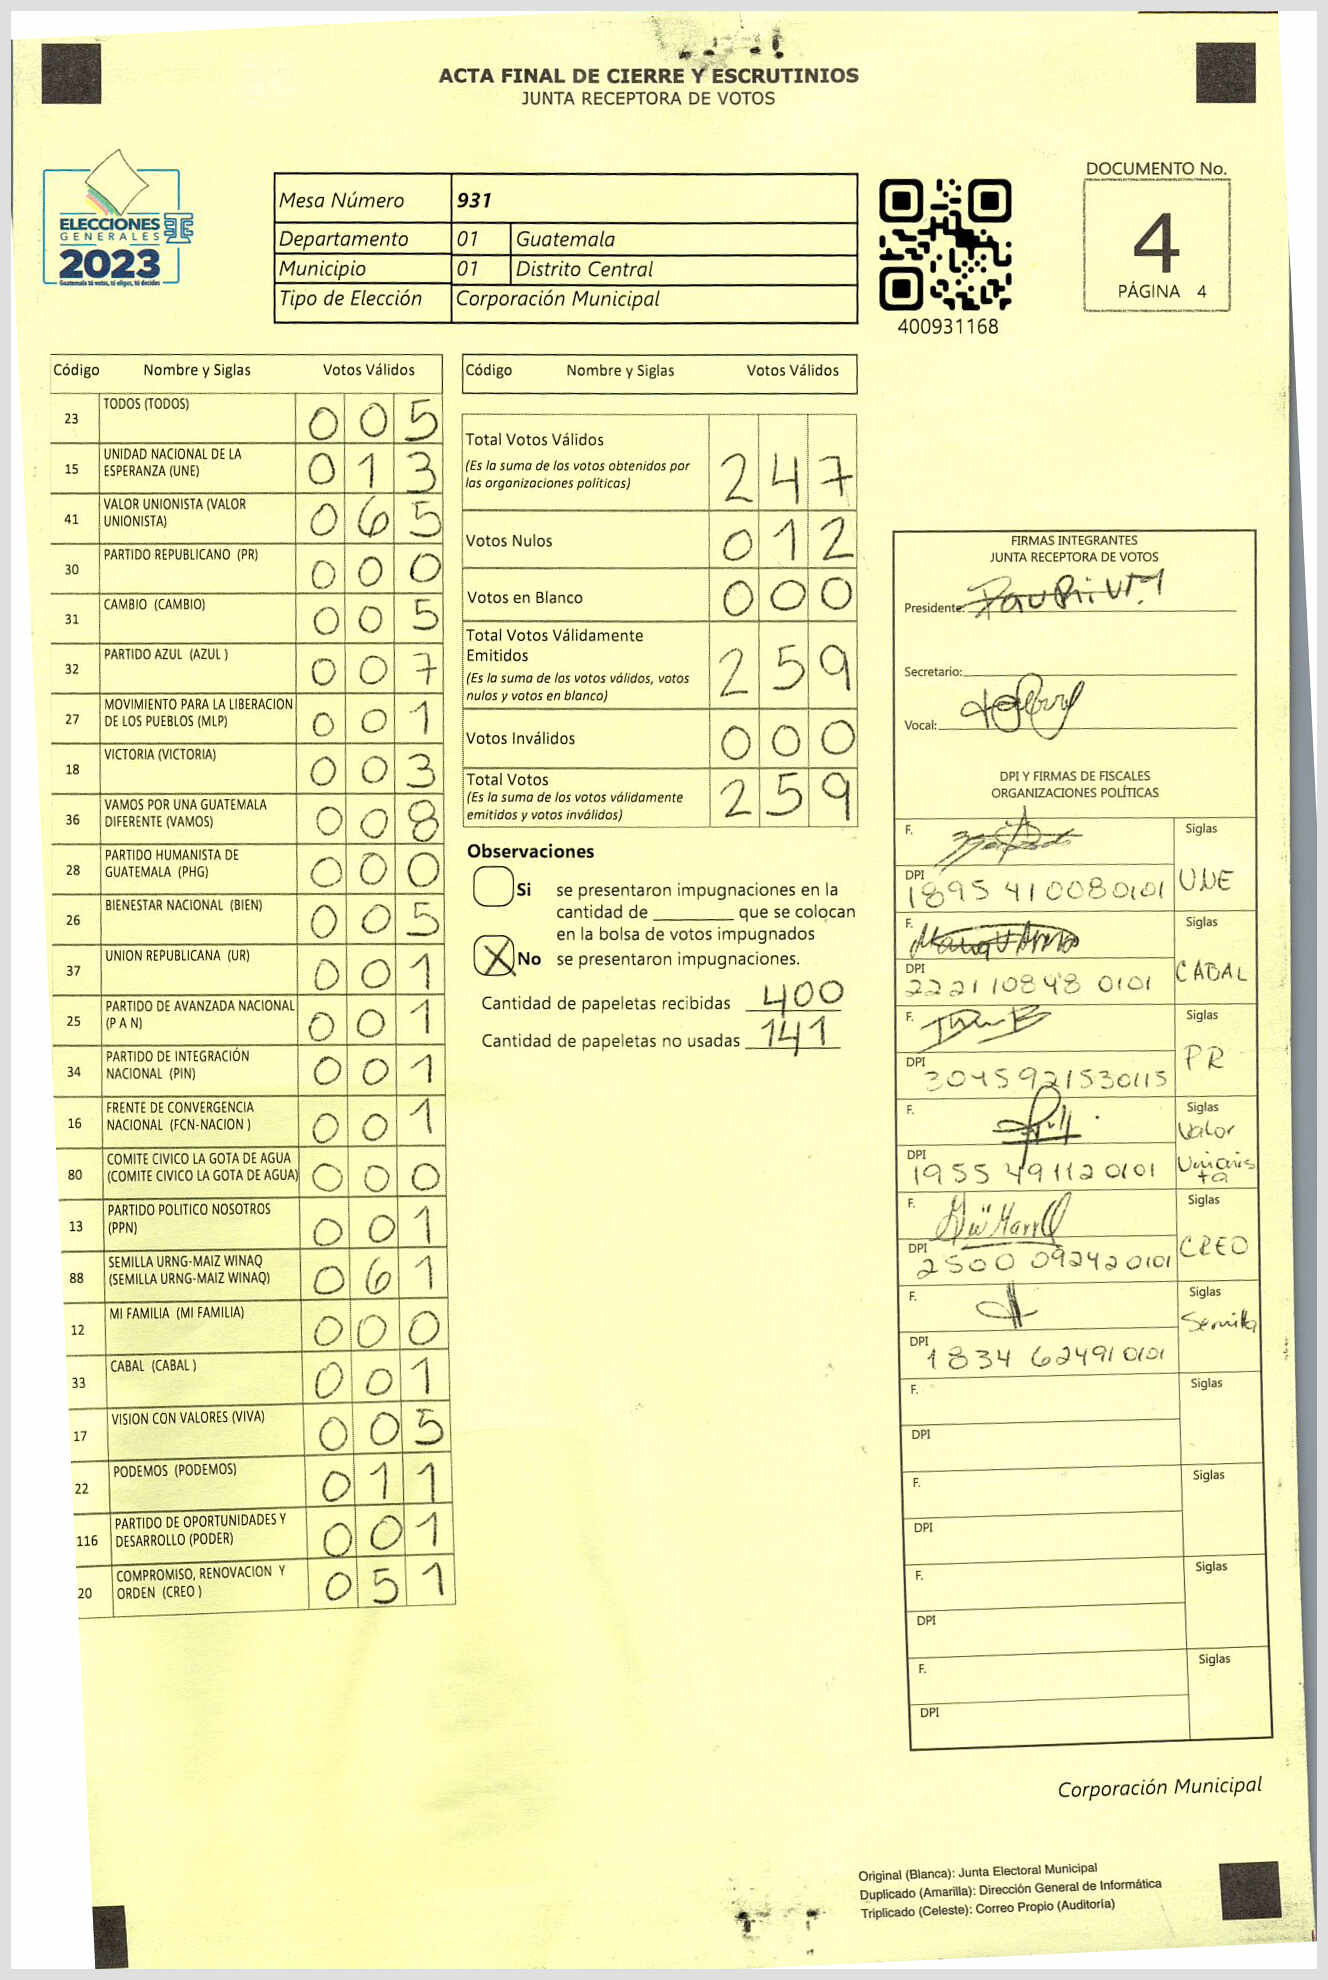 ACTA FINAL DE CIERRE Y ESCRUTINIOS
JUNTA RECEPTORA DE VOTOS
ELECCIONES
GENERALES
2023
Guatemala tú votas, tú eliges, tú decides
Mesa Número 931
Departamento 01 Guatemala
Municipio 01 Distrito Central
Tipo de Elección Corporación Municipal
400931168
DOCUMENTO No.
4
PÁGINA 4
Código Nombre y Siglas Votos Válidos
23 TODOS (TODOS) 0 0 5
15 UNIDAD NACIONAL DE LA ESPERANZA (UNE) 0 1 3
41 VALOR UNIONISTA (VALOR UNIONISTA) 0 6 5
30 PARTIDO REPUBLICANO (PR) 0 0 0
31 CAMBIO (CAMBIO) 0 0 5
32 PARTIDO AZUL (AZUL ) 0 0 7
27 MOVIMIENTO PARA LA LIBERACION DE LOS PUEBLOS (MLP) 0 0 1
18 VICTORIA (VICTORIA) 0 0 3
36 VAMOS POR UNA GUATEMALA DIFERENTE (VAMOS) 0 0 8
28 PARTIDO HUMANISTA DE GUATEMALA (PHG) 0 0 0
26 BIENESTAR NACIONAL (BIEN) 0 0 5
37 UNION REPUBLICANA (UR) 0 0 1
25 PARTIDO DE AVANZADA NACIONAL (P A N) 0 0 1
34 PARTIDO DE INTEGRACIÓN NACIONAL (PIN) 0 0 1
16 FRENTE DE CONVERGENCIA NACIONAL (FCN-NACION ) 0 0 1
80 COMITE CIVICO LA GOTA DE AGUA (COMITE CIVICO LA GOTA DE AGUA) 0 0 0
13 PARTIDO POLITICO NOSOTROS (PPN) 0 0 1
88 SEMILLA URNG-MAIZ WINAQ (SEMILLA URNG-MAIZ WINAQ) 0 6 1
12 MI FAMILIA (MI FAMILIA) 0 0 0
33 CABAL (CABAL ) 0 0 1
17 VISION CON VALORES (VIVA) 0 0 5
22 PODEMOS (PODEMOS) 0 1 1
116 PARTIDO DE OPORTUNIDADES Y DESARROLLO (PODER) 0 0 1
20 COMPROMISO, RENOVACION Y ORDEN (CREO ) 0 5 1
Código Nombre y Siglas Votos Válidos
Total Votos Válidos 2 4 7
(Es la suma de los votos obtenidos por
las organizaciones políticas)
Votos Nulos 0 1 2
Votos en Blanco 0 0 0
Total Votos Válidamente
Emitidos 2 5 9
(Es la suma de los votos válidos, votos
nulos y votos en blanco)
Votos Inválidos 0 0 0
Total Votos 2 5 9
(Es la suma de los votos válidamente
emitidos y votos inválidos)
Observaciones
Si se presentaron impugnaciones en la
cantidad de ________ que se colocan
en la bolsa de votos impugnados
X No se presentaron impugnaciones.
Cantidad de papeletas recibidas 400
Cantidad de papeletas no usadas 141
FIRMAS INTEGRANTES
JUNTA RECEPTORA DE VOTOS
Presidente:
Secretario:
Vocal:
DPI Y FIRMAS DE FISCALES
ORGANIZACIONES POLÍTICAS
F. Siglas
DPI 1895 41008 0101 UNE
F. Siglas
DPI 2221 10848 0101 CABAL
F. Siglas
DPI 3045921530115 PR
F. Siglas
DPI 1955 49112 0101 Valor Unionista
F. Siglas
DPI 2500 09242 0101 CREO
F. Siglas
DPI 1834 62491 0101 Semilla
F. Siglas
DPI
F. Siglas
DPI
F. Siglas
DPI
F. Siglas
DPI
Corporación Municipal
Original (Blanca): Junta Electoral Municipal
Duplicado (Amarilla): Dirección General de Informática
Triplicado (Celeste): Correo Propio (Auditoría)